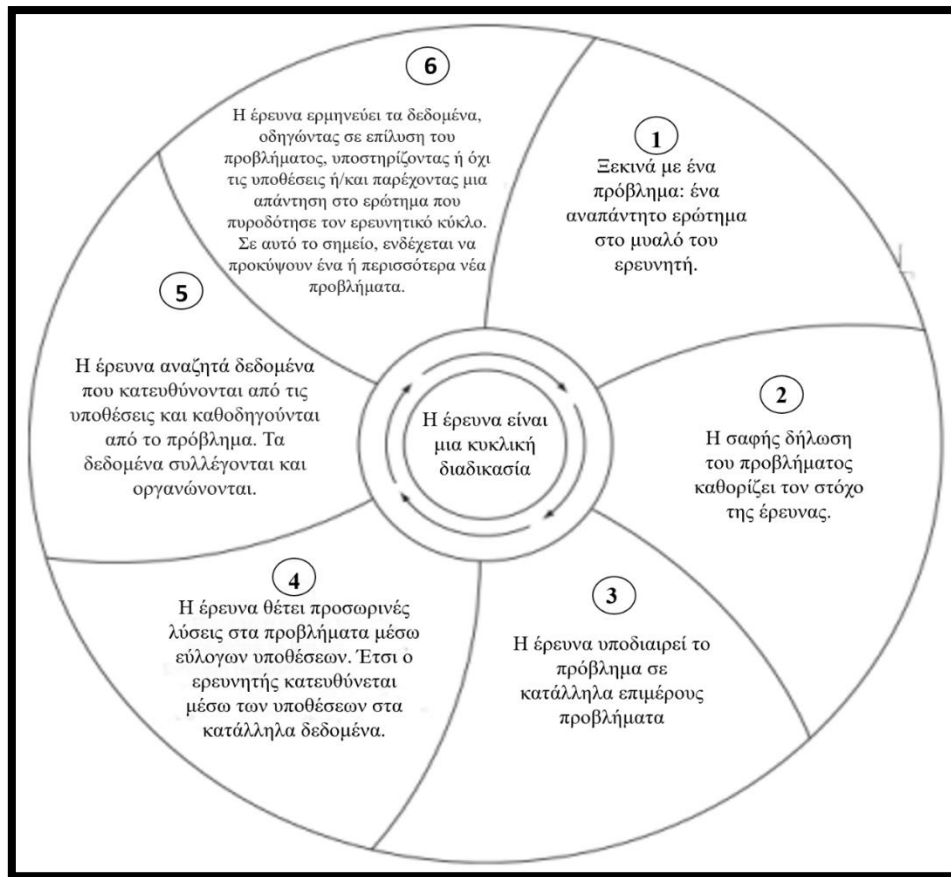 6
Η έρευνα ερμηνεύει τα δεδομένα,
οδηγώντας σε επίλυση του
προβλήματος, υποστηρίζοντας ή όχι
τις υποθέσεις ή/και παρέχοντας μια
απάντηση στο ερώτημα που
πυροδότησε τον ερευνητικό κύκλο.
Σε αυτό το σημείο, ενδέχεται να
προκύψουν ένα ή περισσότερα νέα
προβλήματα.
1
Ξεκινά με ένα
πρόβλημα: ένα
αναπάντητο ερώτημα
στο μυαλό του
ερευνητή.
2
Η σαφής δήλωση
του προβλήματος
καθορίζει τον στόχο
της έρευνας.
3
Η έρευνα υποδιαιρεί το
πρόβλημα σε
κατάλληλα επιμέρους
προβλήματα
4
Η έρευνα θέτει προσωρινές
λύσεις στα προβλήματα μέσω
εύλογων υποθέσεων. Έτσι ο
ερευνητής κατευθύνεται
μέσω των υποθέσεων στα
κατάλληλα δεδομένα.
5
Η έρευνα αναζητά δεδομένα
που κατευθύνονται από τις
υποθέσεις και καθοδηγούνται
από το πρόβλημα. Τα
δεδομένα συλλέγονται και
οργανώνονται.
Η έρευνα είναι
μια κυκλική
διαδικασία